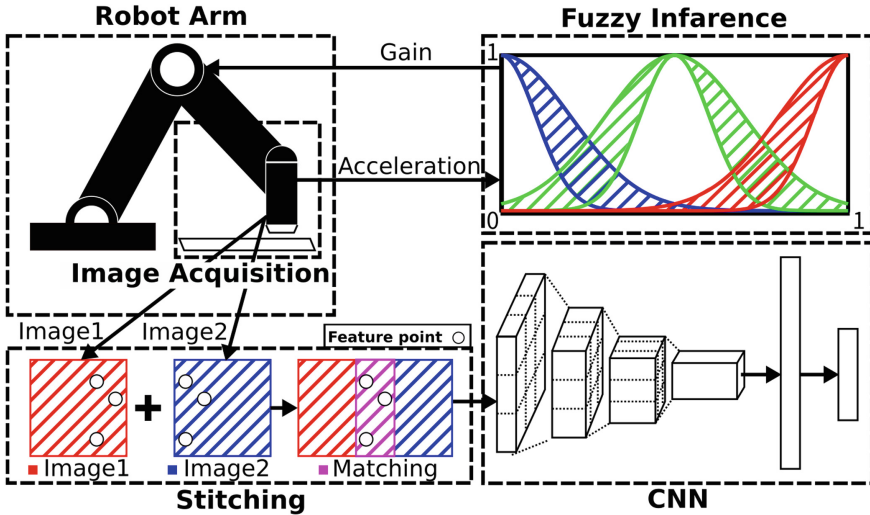 Robot Arm
Fuzzy Infarence
Gain
1
Acceleration
0
1
Image Acquisition
Image1
Image2
Feature point
Image1
Image2
Matching
Stitching
CNN